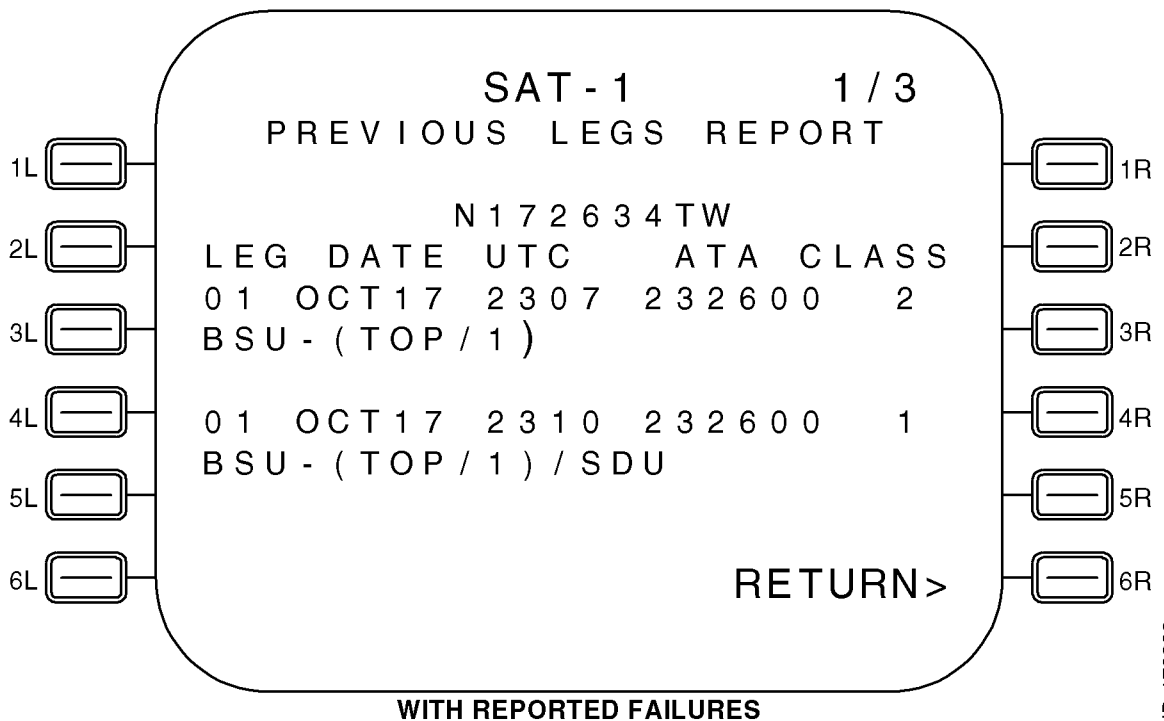 SAT-1 1/3
PREVIOUS LEGS REPORT
1L 1R
N172634TW
2L LEG DATE UTC ATA CLASS 2R
01 OCT17 2307 232600 2
3L BSU-(TOP/1) 3R
4L 01 OCT17 2310 232600 1 4R
BSU-(TOP/1)/SDU
5L 5R
6L RETURN> 6R
WITH REPORTED FAILURES